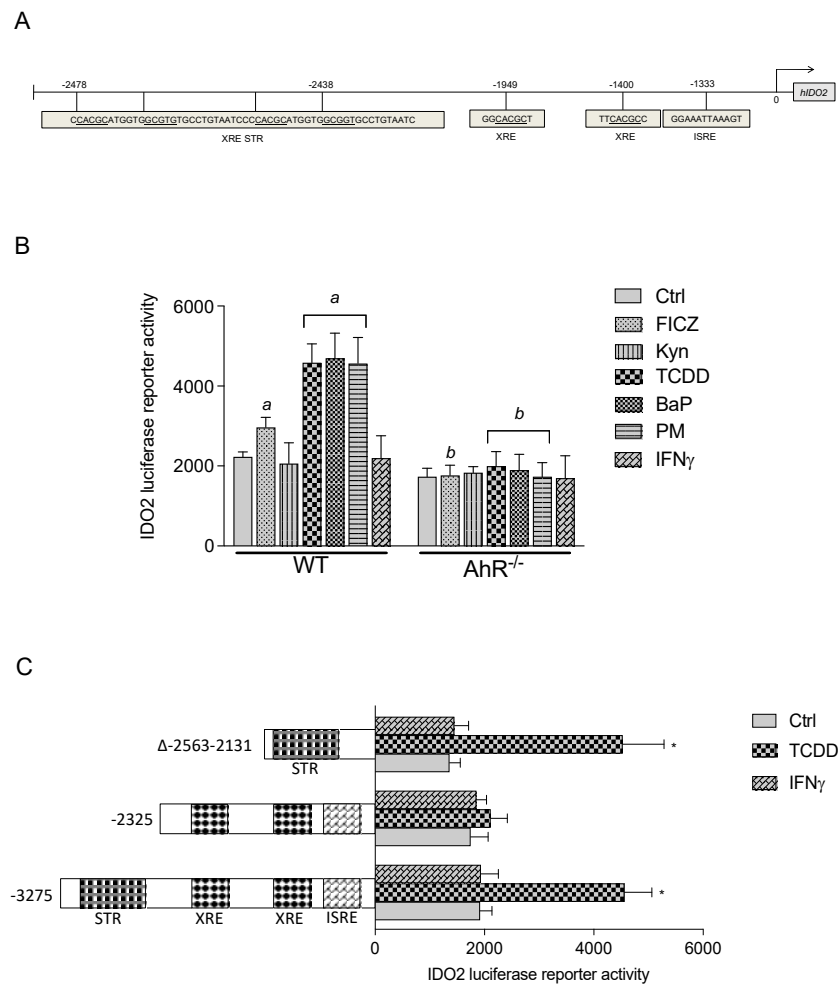 A
-2478
-2438
-1949
-1400
-1333
0
hIDO2
CCACGCATGGTGGCGTGTGCCTGTAATCCCCACGCATGGTGGCGGTGCCTGTAATC
GGCACGCT
TTCACGCC
GGAAATTAAAGT
XRE STR
XRE
XRE
ISRE
B
IDO2 luciferase reporter activity
6000
4000
2000
0
a
a
b
b
WT
AhR-/-
Ctrl
FICZ
Kyn
TCDD
BaP
PM
IFNγ
C
Δ-2563-2131
STR
*
-2325
-3275
STR
XRE
XRE
ISRE
*
0
2000
4000
6000
IDO2 luciferase reporter activity
Ctrl
TCDD
IFNγ